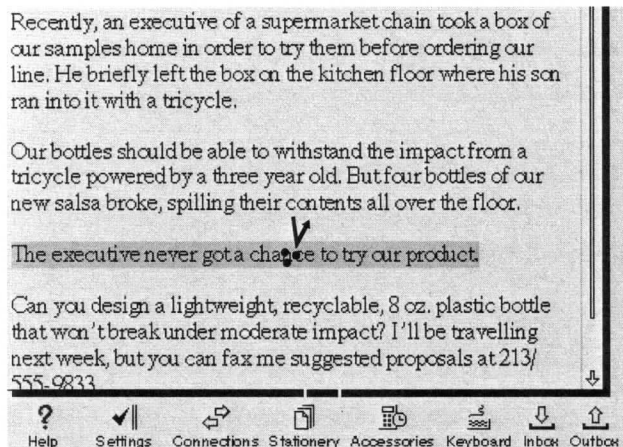 Recently, an executive of a supermarket chain took a box of
our samples home in order to try them before ordering our
line. He briefly left the box on the kitchen floor where his son
ran into it with a tricycle.
Our bottles should be able to withstand the impact from a
tricycle powered by a three year old. But four bottles of our
new salsa broke, spilling their contents all over the floor.
The executive never got a chance to try our product.
Can you design a lightweight, recyclable, 8 oz. plastic bottle
that won't break under moderate impact? I'll be travelling
next week, but you can fax me suggested proposals at 213/
555-9833
Help Settings Connections Stationery Accessories Keyboard Inbox Outbox